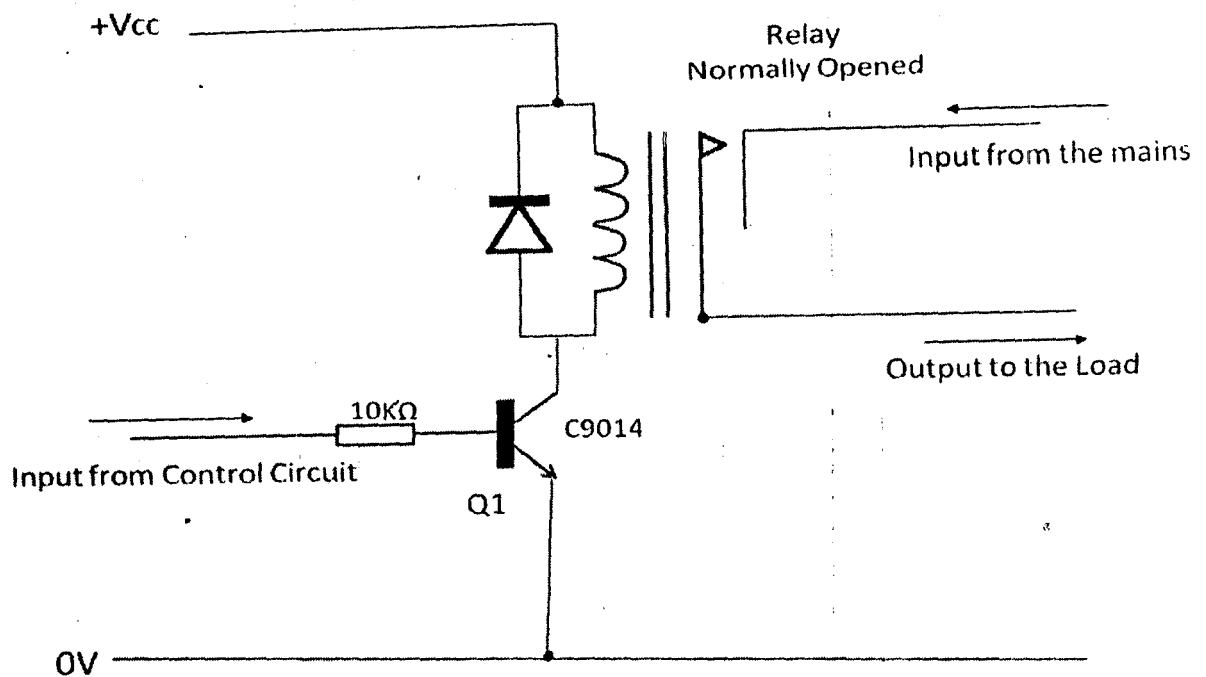 +Vcc
Relay
Normally Opened
Input from the mains
Output to the Load
10KΩ
C9014
Input from Control Circuit
Q1
0V